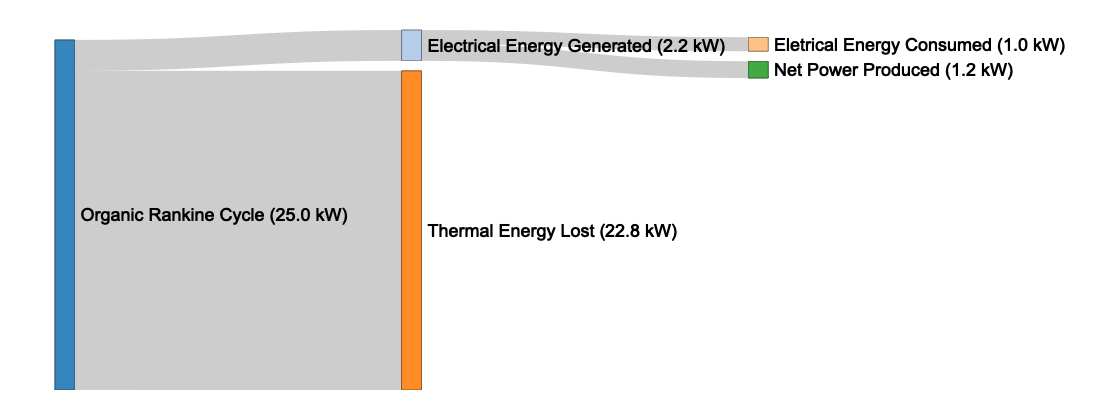 Electrical Energy Generated (2.2 kW)
Eletrical Energy Consumed (1.0 kW)
Net Power Produced (1.2 kW)
Organic Rankine Cycle (25.0 kW)
Thermal Energy Lost (22.8 kW)